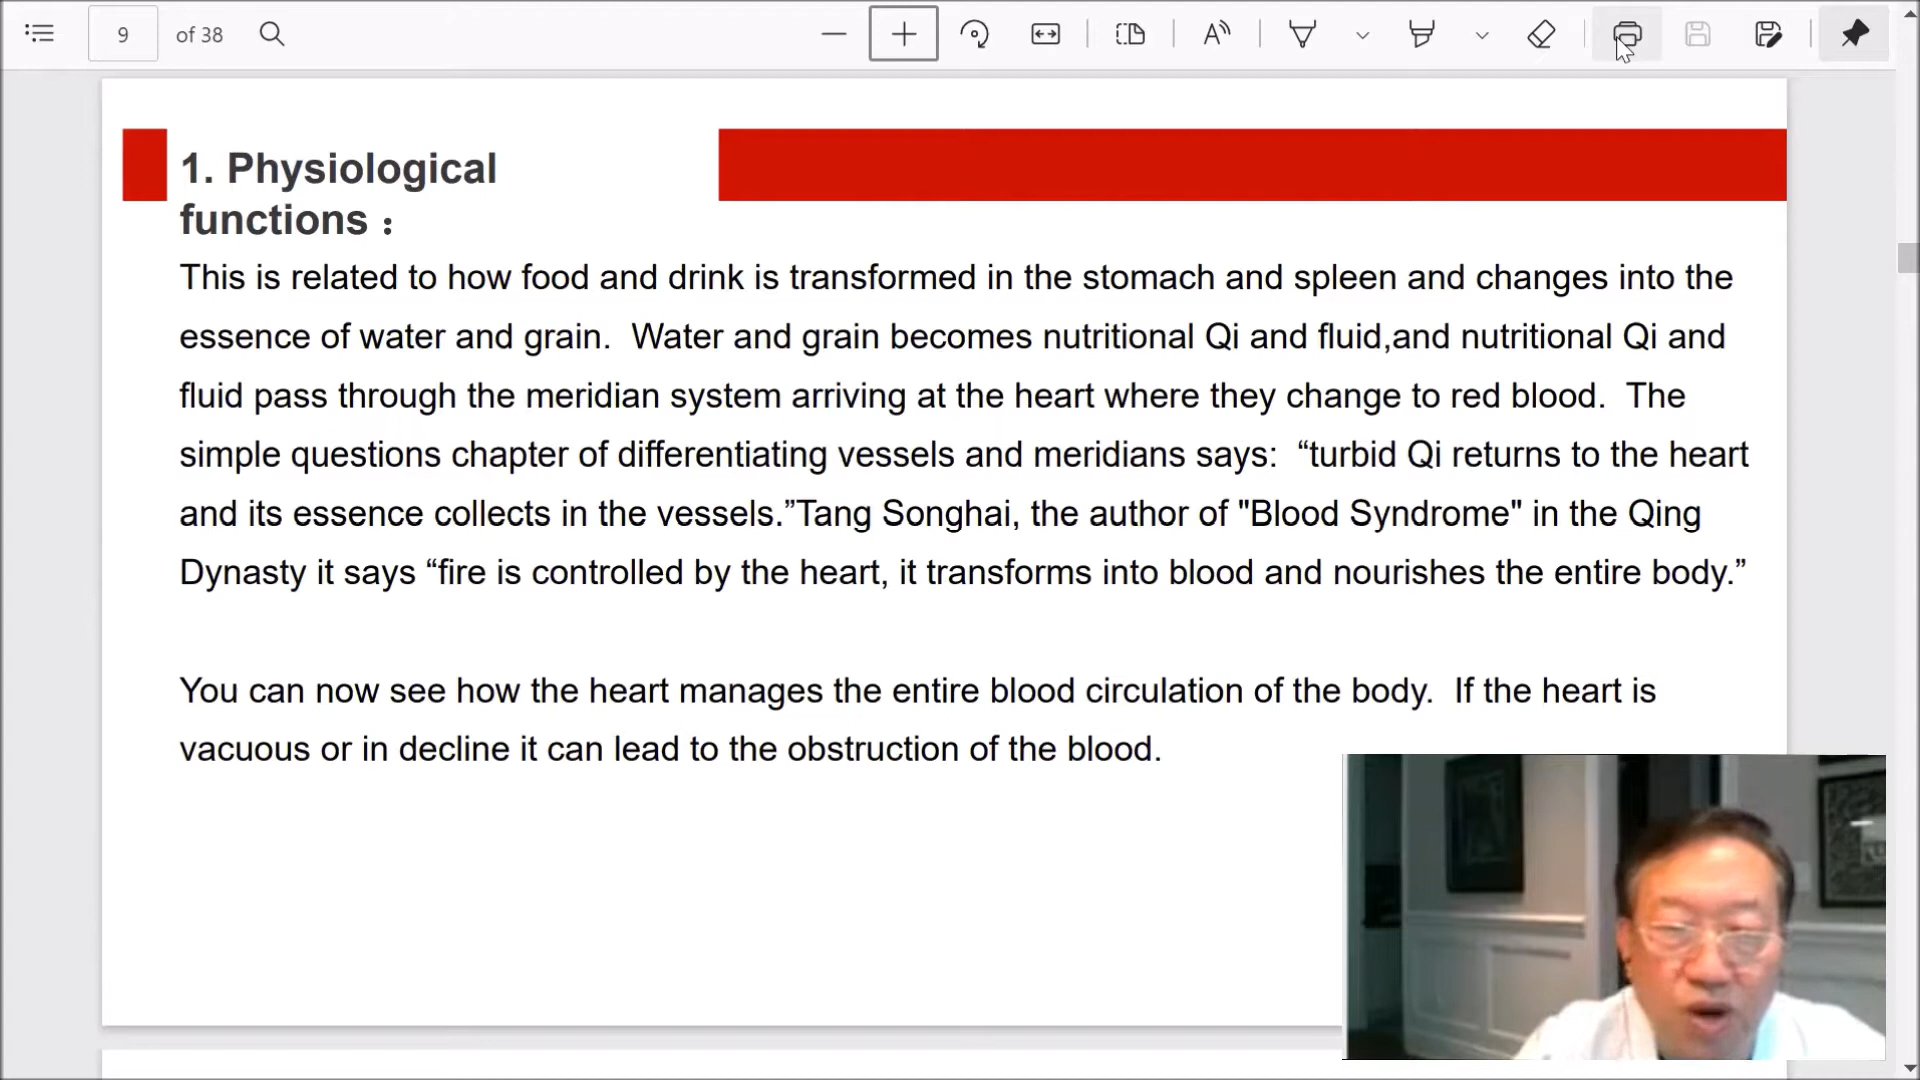 9 of 38
1. Physiological
functions：
This is related to how food and drink is transformed in the stomach and spleen and changes into the
essence of water and grain.  Water and grain becomes nutritional Qi and fluid,and nutritional Qi and
fluid pass through the meridian system arriving at the heart where they change to red blood.  The
simple questions chapter of differentiating vessels and meridians says:  “turbid Qi returns to the heart
and its essence collects in the vessels.”Tang Songhai, the author of "Blood Syndrome" in the Qing
Dynasty it says “fire is controlled by the heart, it transforms into blood and nourishes the entire body.”
You can now see how the heart manages the entire blood circulation of the body.  If the heart is
vacuous or in decline it can lead to the obstruction of the blood.